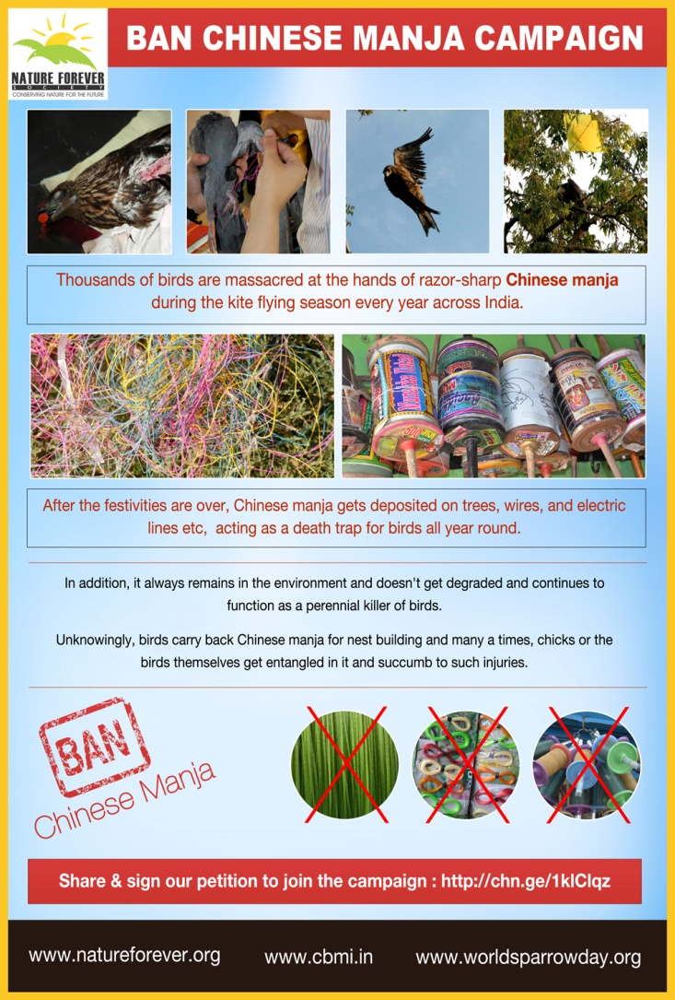 BAN CHINESE MANJA CAMPAIGN
NATURE FOREVER
SOCIETY
CONSERVING NATURE FOR THE FUTURE
Thousands of birds are massacred at the hands of razor-sharp Chinese manja
during the kite flying season every year across India.
After the festivities are over, Chinese manja gets deposited on trees, wires, and electric
lines etc, acting as a death trap for birds all year round.
In addition, it always remains in the environment and doesn't get degraded and continues to
function as a perennial killer of birds.
Unknowingly, birds carry back Chinese manja for nest building and many a times, chicks or the
birds themselves get entangled in it and succumb to such injuries.
BAN
Chinese Manja
Share & sign our petition to join the campaign : http://chn.ge/1klClqz
www.natureforever.org
www.cbmi.in
www.worldsparrowday.org